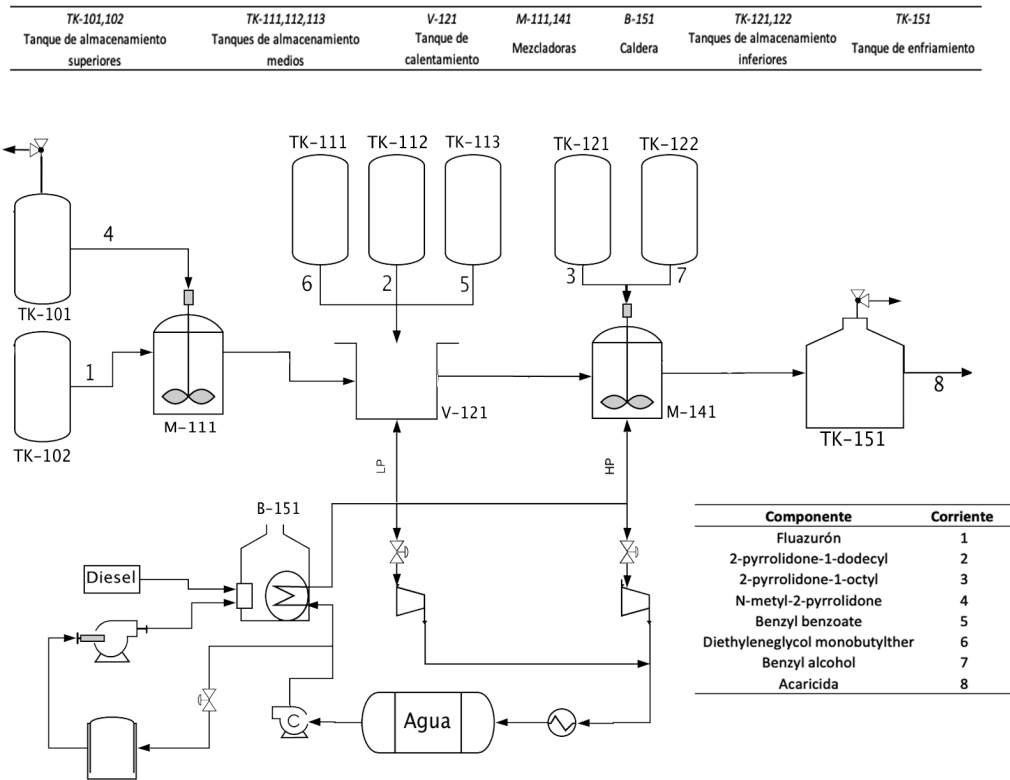 TK-101,102 TK-111,112,113 V-121 M-111,141 B-151 TK-121,122 TK-151
Tanque de almacenamiento superiores Tanques de almacenamiento medios Tanque de calentamiento Mezcladoras Caldera Tanques de almacenamiento inferiores Tanque de enfriamiento
TK-111 TK-112 TK-113 TK-121 TK-122
4
6 2 5 3 7
TK-101
1
M-111
V-121
M-141
8
TK-151
TK-102
LP
HP
B-151
Diesel
C
Agua
Componente Corriente
Fluazurón 1
2-pyrrolidone-1-dodecyl 2
2-pyrrolidone-1-octyl 3
N-metyl-2-pyrrolidone 4
Benzyl benzoate 5
Diethyleneglycol monobutylther 6
Benzyl alcohol 7
Acaricida 8